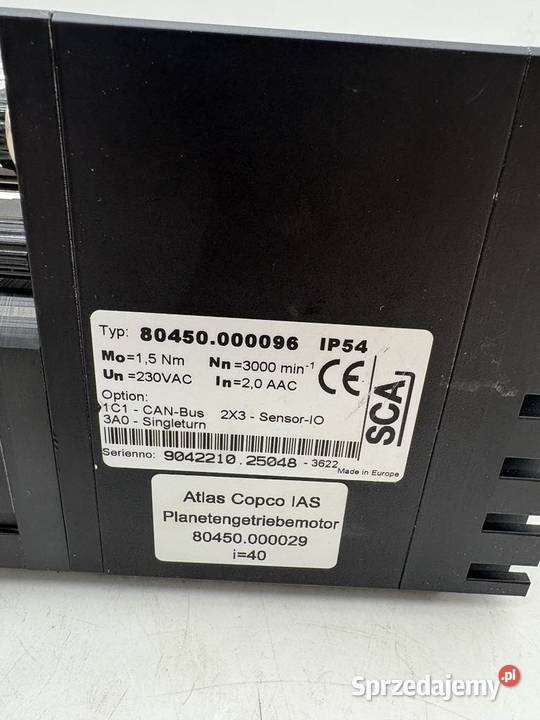 Typ: 80450.000096 IP54
Mo=1,5 Nm Nn=3000 min⁻¹
Un=230VAC In=2,0 AAC
CE
SCA
Option:
1C1 - CAN-Bus 2X3 - Sensor-IO
3A0 - Singleturn
Serienno: 9042210.25048 - 3622
Made in Europe
Atlas Copco IAS
Planetengetriebemotor
80450.000029
i=40
Sprzedajemy.pl